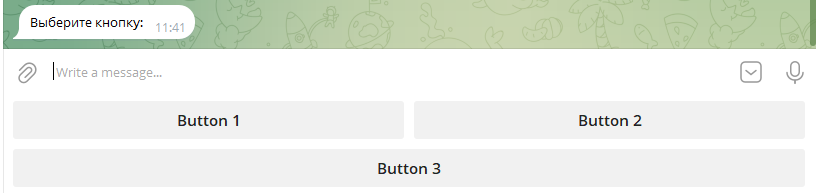 Выберите кнопку:
11:41
Write a message...
Button 1
Button 2
Button 3